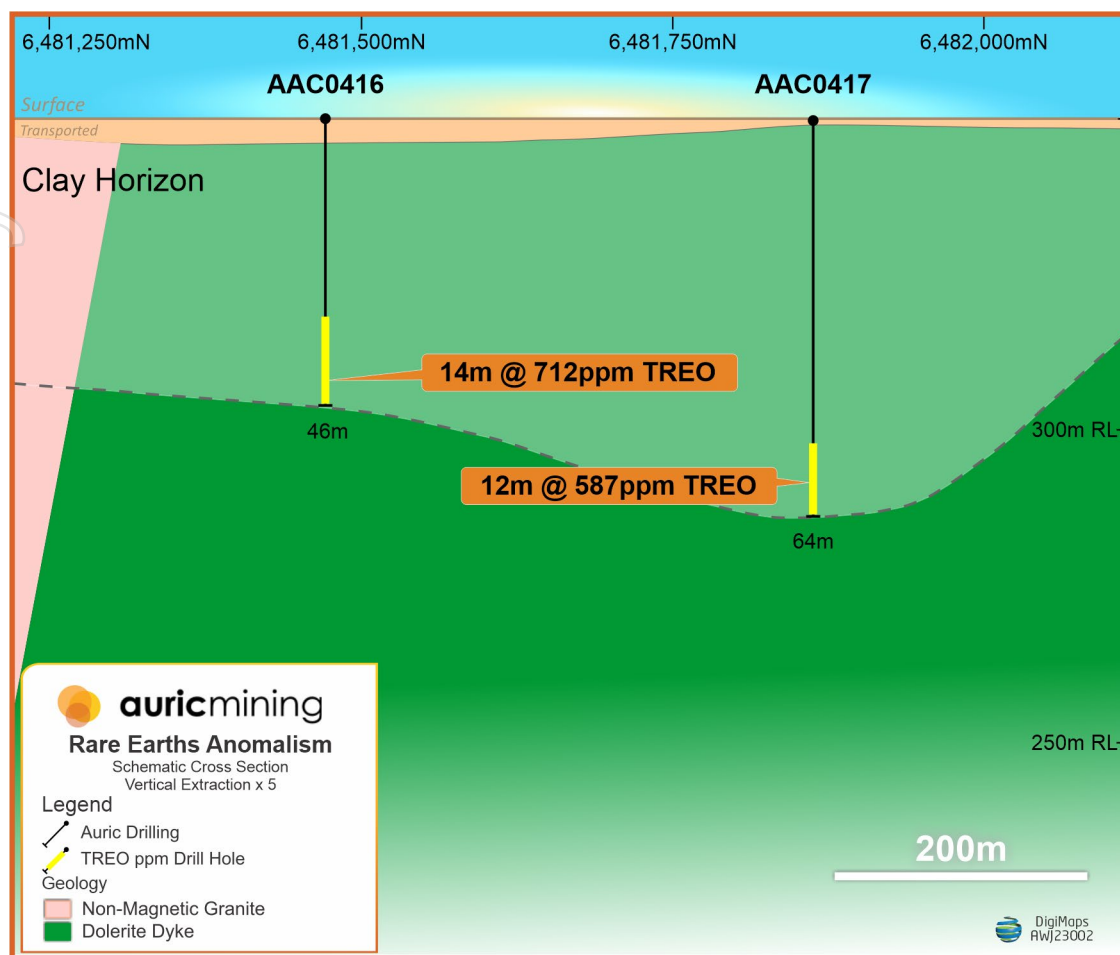 6,481,250mN 6,481,500mN 6,481,750mN 6,482,000mN
AAC0416 AAC0417
Surface
Transported
Clay Horizon
14m @ 712ppm TREO
46m
300m RL
12m @ 587ppm TREO
64m
250m RL
auricmining
Rare Earths Anomalism
Schematic Cross Section
Vertical Extraction x 5
Legend
Auric Drilling
TREO ppm Drill Hole
Geology
Non-Magnetic Granite
Dolerite Dyke
200m
DigiMaps
AWJ23002